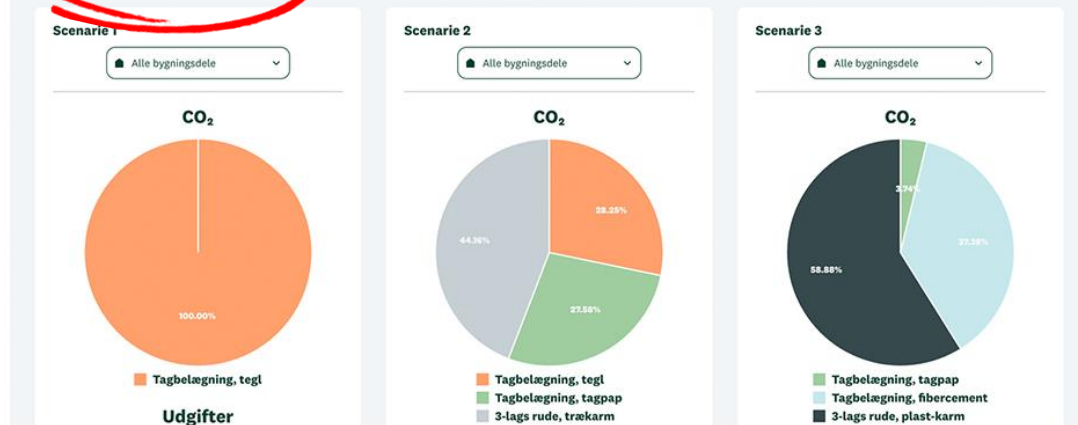 Scenarie 1
Alle bygningsdele
CO₂
100.00%
Tagbelægning, tegl
Udgifter
Scenarie 2
Alle bygningsdele
CO₂
28.25%
27.58%
44.16%
Tagbelægning, tegl
Tagbelægning, tagpap
3-lags rude, trækarm
Scenarie 3
Alle bygningsdele
CO₂
3.74%
37.38%
58.88%
Tagbelægning, tagpap
Tagbelægning, fibercement
3-lags rude, plast-karm